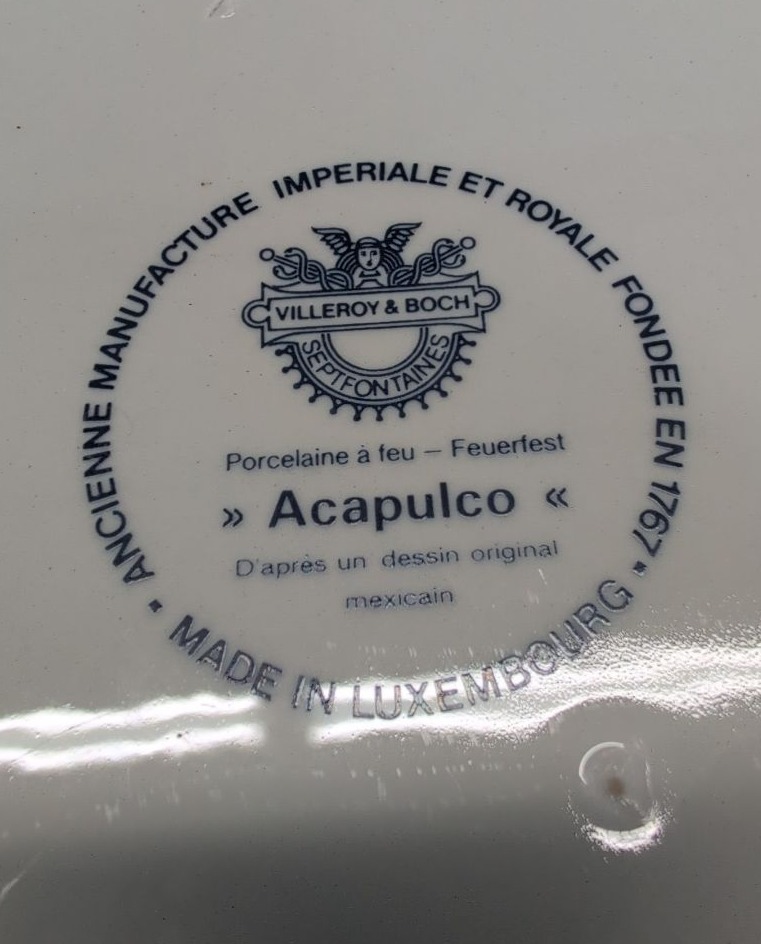 ANCIENNE MANUFACTURE IMPERIALE ET ROYALE FONDEE EN 1767
VILLEROY & BOCH
SEPTFONTAINES
Porcelaine à feu – Feuerfest
» Acapulco «
D'après un dessin original
mexicain
• MADE IN LUXEMBOURG •